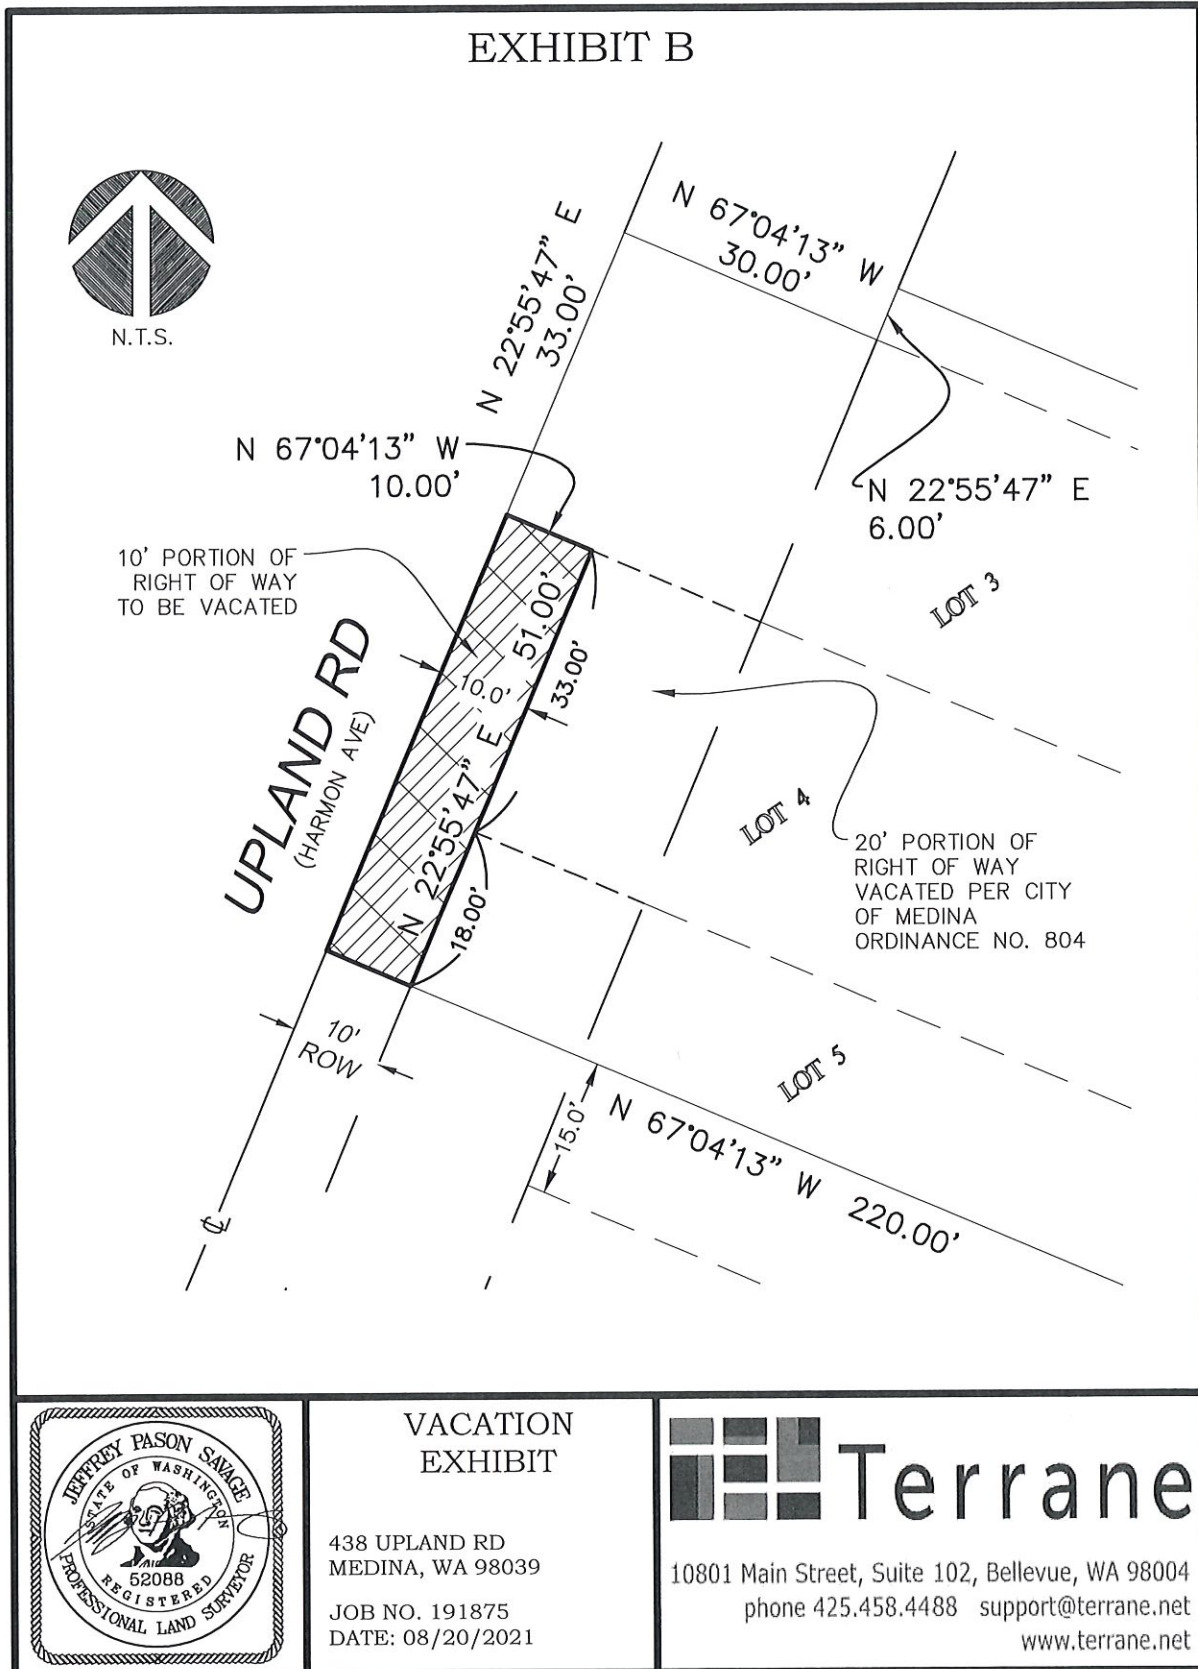 EXHIBIT B
N.T.S.
N 67°04'13" W
30.00'
N 22°55'47" E
33.00'
N 67°04'13" W
10.00'
N 22°55'47" E
6.00'
10' PORTION OF
RIGHT OF WAY
TO BE VACATED
LOT 3
51.00'
N 22°55'47" E
10.0'
33.00'
UPLAND RD
(HARMON AVE)
LOT 4
20' PORTION OF
RIGHT OF WAY
VACATED PER CITY
OF MEDINA
ORDINANCE NO. 804
18.00'
10'
ROW
LOT 5
15.0'
N 67°04'13" W 220.00'
℄
JEFFREY PASON SAVAGE
STATE OF WASHINGTON
52088
REGISTERED
PROFESSIONAL LAND SURVEYOR
VACATION
EXHIBIT
438 UPLAND RD
MEDINA, WA 98039
JOB NO. 191875
DATE: 08/20/2021
Terrane
10801 Main Street, Suite 102, Bellevue, WA 98004
phone 425.458.4488 support@terrane.net
www.terrane.net